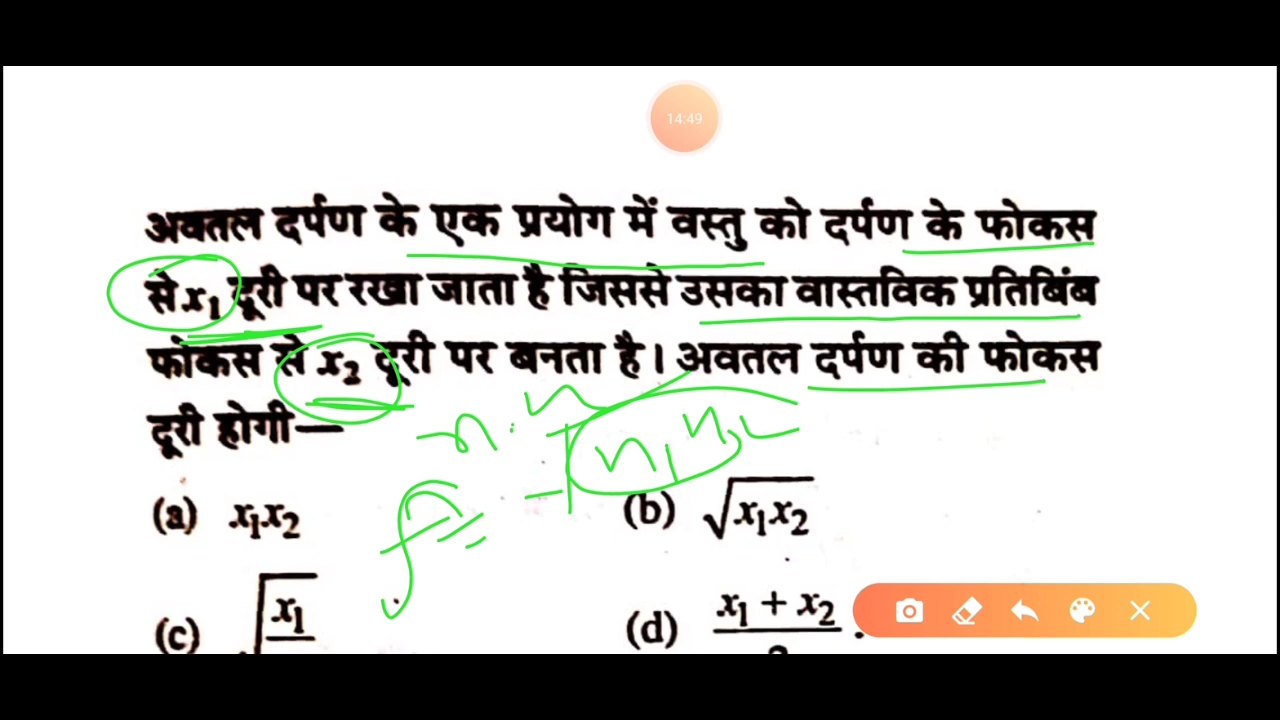 14:49
अवतल दर्पण के एक प्रयोग में वस्तु को दर्पण के फोकस
से x₁ दूरी पर रखा जाता है जिससे उसका वास्तविक प्रतिबिंब
फोकस से x₂ दूरी पर बनता है। अवतल दर्पण की फोकस
दूरी होगी—
(a) x₁x₂ (b) √x₁x₂
(c) √x₁ (d) x₁ + x₂